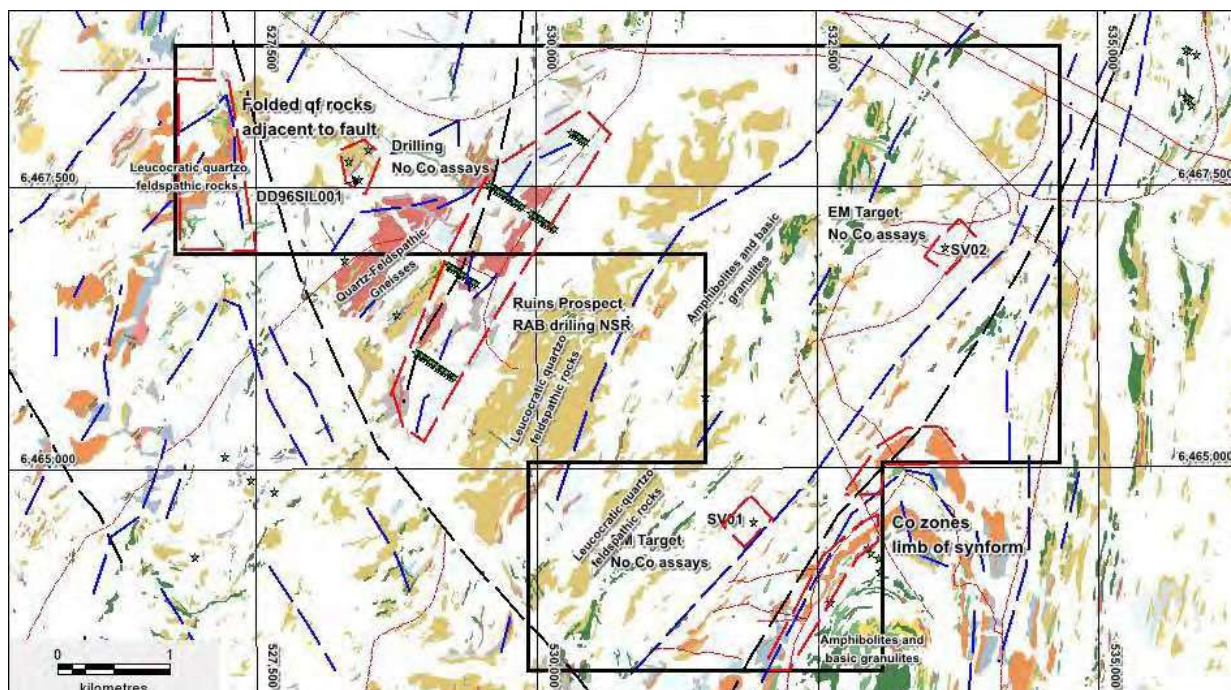 527,500
530,000
532,500
535,000
Folded qf rocks
adjacent to fault
Drilling
No Co assays
Leucocratic quartzo
feldspathic rocks
6,467,500
6,467,500
DD96SIL001
EM Target
No Co assays
SV02
Quartz-Feldspathic
Gneisses
Amphibolites and basic
granulites
Ruins Prospect
RAB driling NSR
Leucocratic quartzo
feldspathic rocks
6,465,000
6,465,000
Leucocratic quartzo
feldspathic rocks
SV01
M Target
No Co assays
Co zones
limb of synform
Amphibolites and
basic granulites
0 1
kilometres
527,500
530,000
535,000